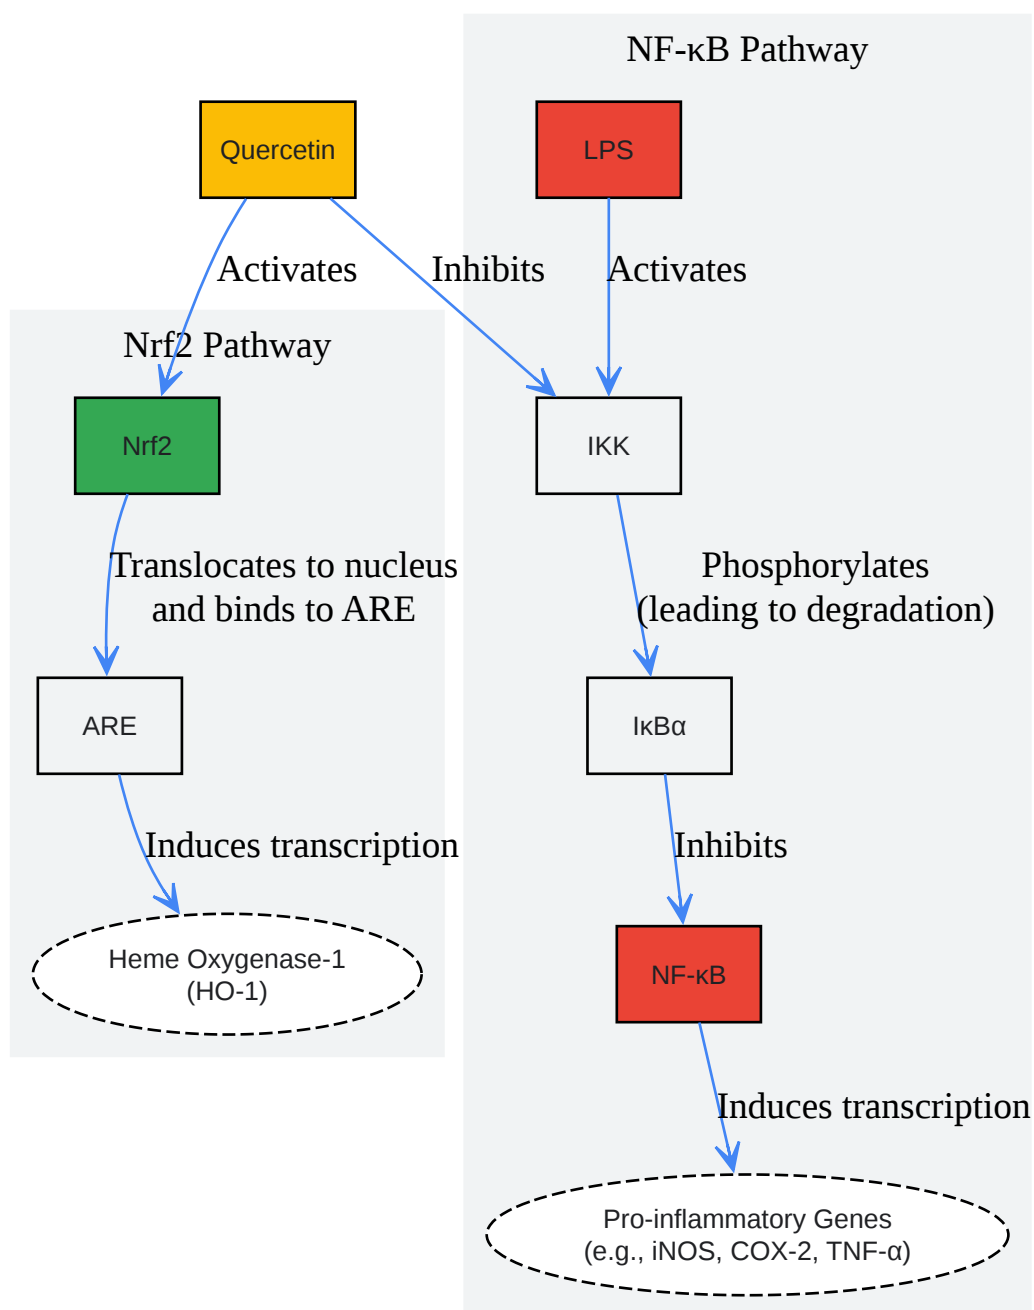 NF-κB Pathway
Quercetin
LPS
Activates
Inhibits
Activates
Nrf2 Pathway
Nrf2
IKK
Translocates to nucleus
and binds to ARE
Phosphorylates
(leading to degradation)
ARE
IκBα
Induces transcription
Inhibits
Heme Oxygenase-1
(HO-1)
NF-κB
Induces transcription
Pro-inflammatory Genes
(e.g., iNOS, COX-2, TNF-α)